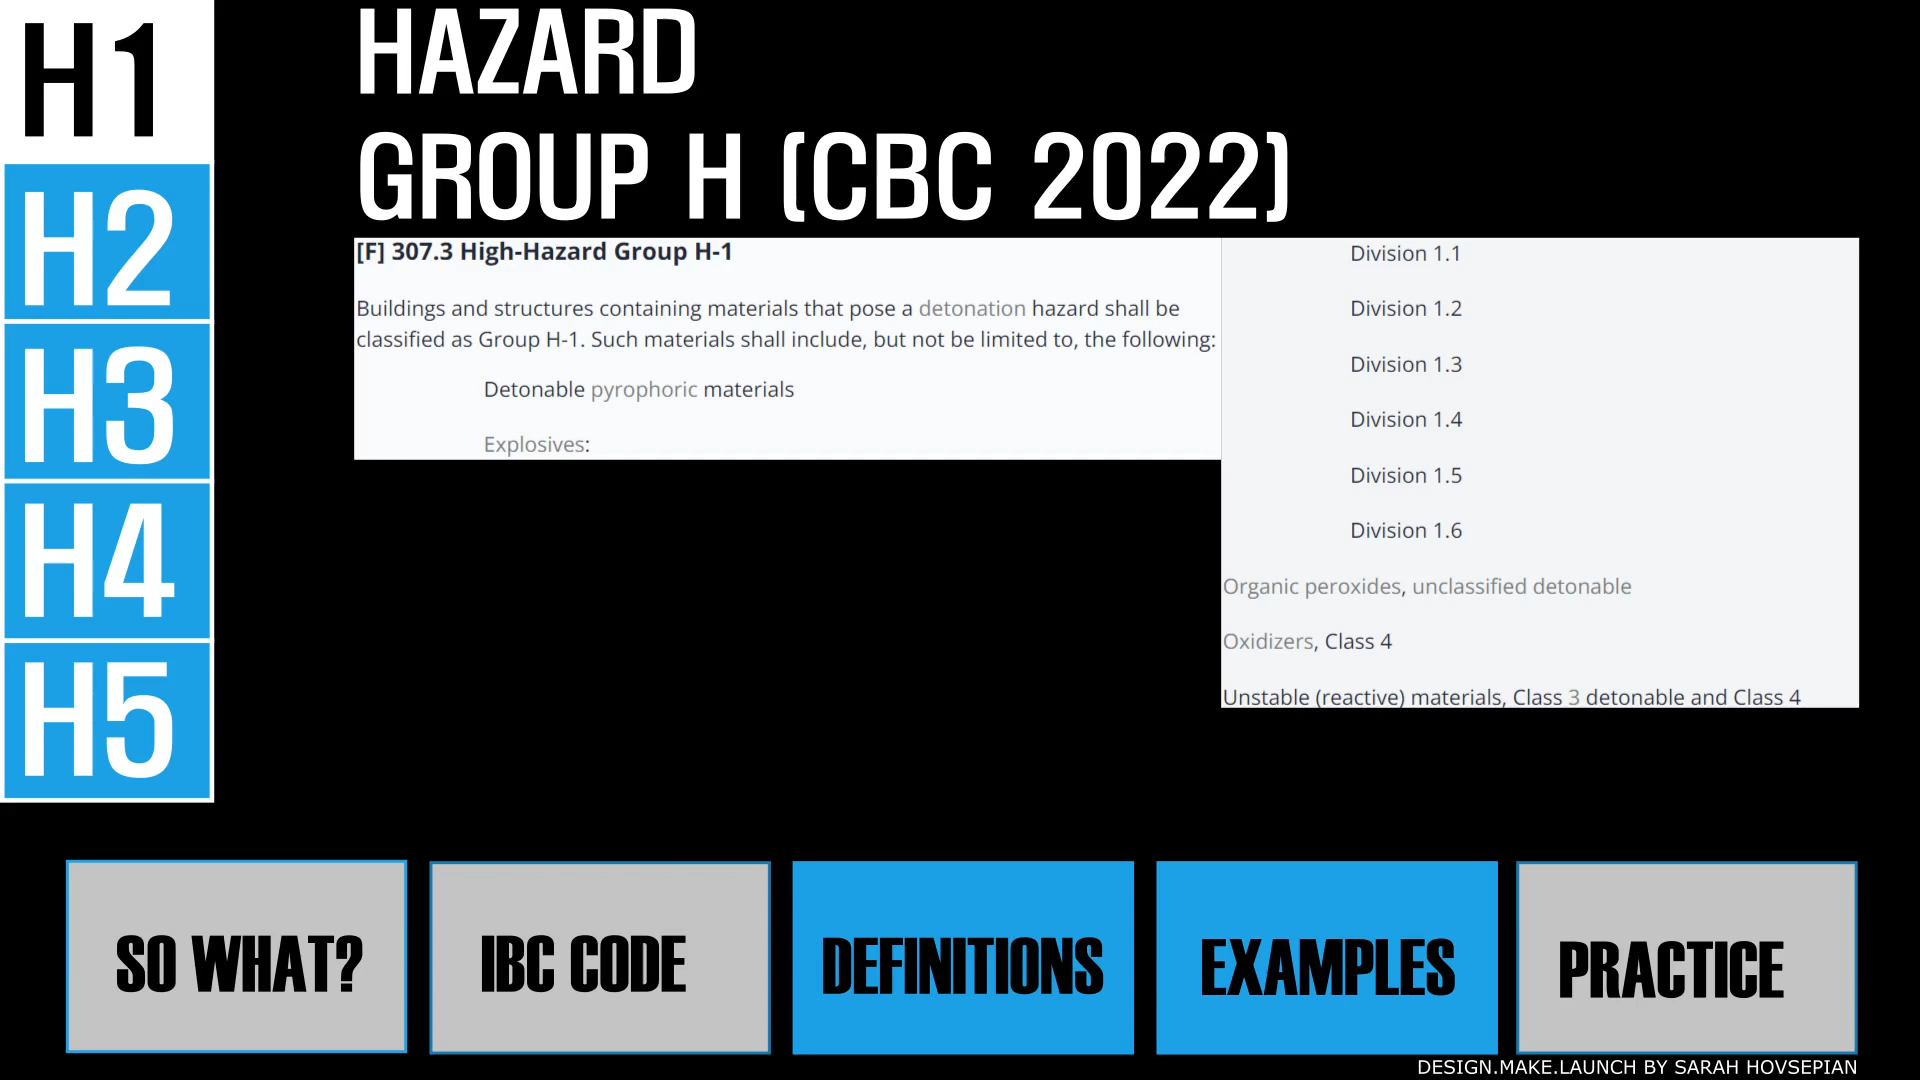 H1
H2
H3
H4
H5
HAZARD
GROUP H (CBC 2022)
[F] 307.3 High-Hazard Group H-1
Buildings and structures containing materials that pose a detonation hazard shall be
classified as Group H-1. Such materials shall include, but not be limited to, the following:
Detonable pyrophoric materials
Explosives:
Division 1.1
Division 1.2
Division 1.3
Division 1.4
Division 1.5
Division 1.6
Organic peroxides, unclassified detonable
Oxidizers, Class 4
Unstable (reactive) materials, Class 3 detonable and Class 4
SO WHAT?
IBC CODE
DEFINITIONS
EXAMPLES
PRACTICE
DESIGN.MAKE.LAUNCH BY SARAH HOVSEPIAN